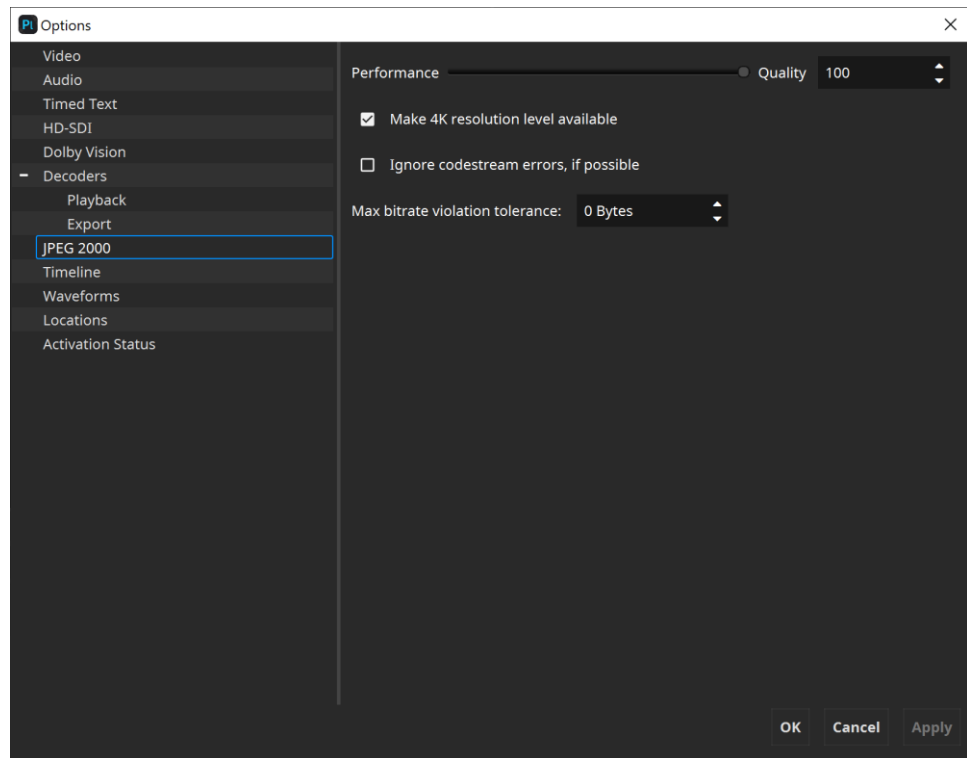 Pl Options
Video
Audio
Timed Text
HD-SDI
Dolby Vision
Decoders
Playback
Export
JPEG 2000
Timeline
Waveforms
Locations
Activation Status
Performance Quality 100
Make 4K resolution level available
Ignore codestream errors, if possible
Max bitrate violation tolerance: 0 Bytes
OK Cancel Apply